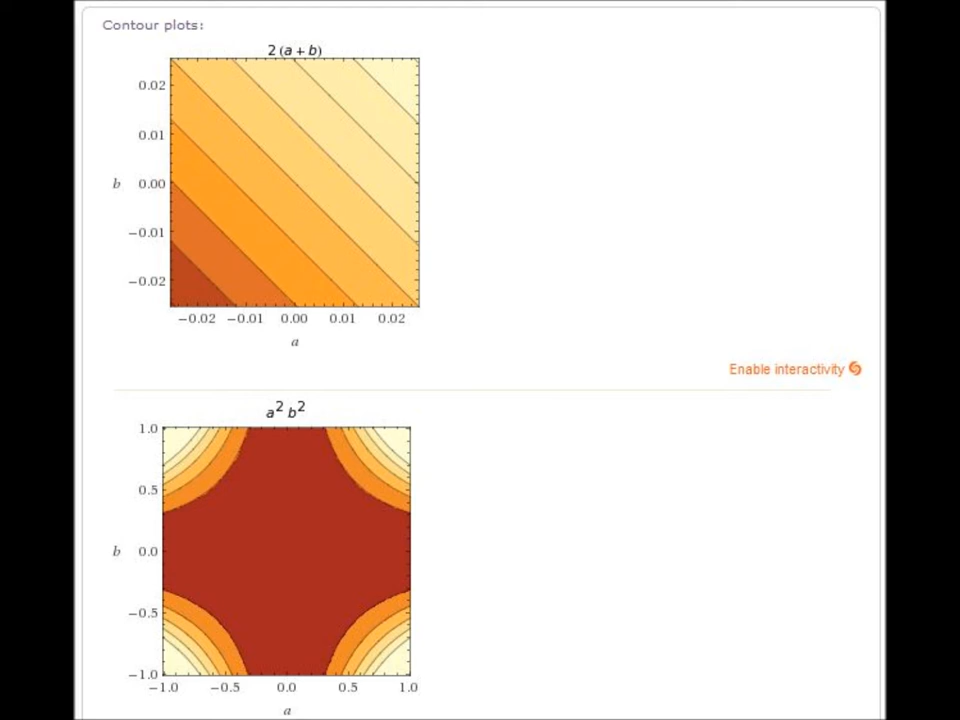 Contour plots:
2 (a + b)
0.02
0.01
b 0.00
−0.01
−0.02
−0.02 −0.01 0.00 0.01 0.02
a
Enable interactivity
a² b²
1.0
0.5
b 0.0
−0.5
−1.0
−1.0 −0.5 0.0 0.5 1.0
a